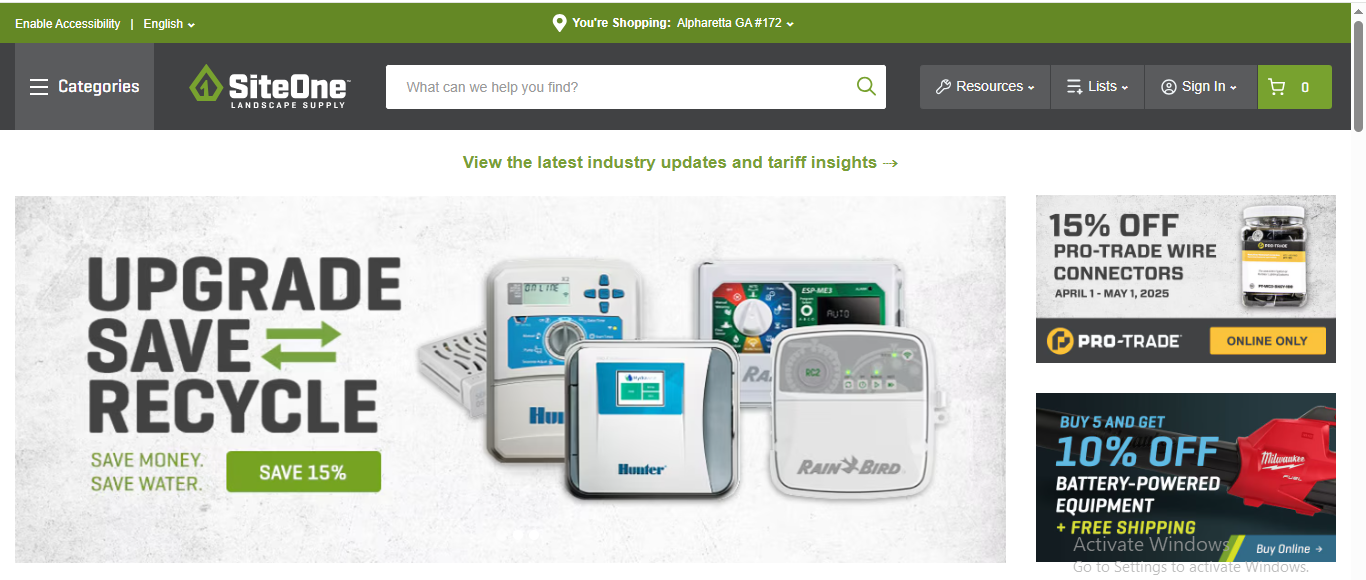 Enable Accessibility | English
You're Shopping: Alpharetta GA #172
Categories
SiteOne
LANDSCAPE SUPPLY
What can we help you find?
Resources
Lists
Sign In
0
View the latest industry updates and tariff insights →
UPGRADE
SAVE
RECYCLE
SAVE MONEY.
SAVE WATER.
SAVE 15%
X2
Hunter
ESP-ME3
AUTO
RC2
RAIN BIRD
15% OFF
PRO-TRADE WIRE
CONNECTORS
APRIL 1 - MAY 1, 2025
PRO-TRADE
PRO-TRADE
ONLINE ONLY
BUY 5 AND GET
10% OFF
BATTERY-POWERED
EQUIPMENT
+ FREE SHIPPING
Milwaukee
FUEL
Buy Online →
Activate Windows
Go to Settings to activate Windows.